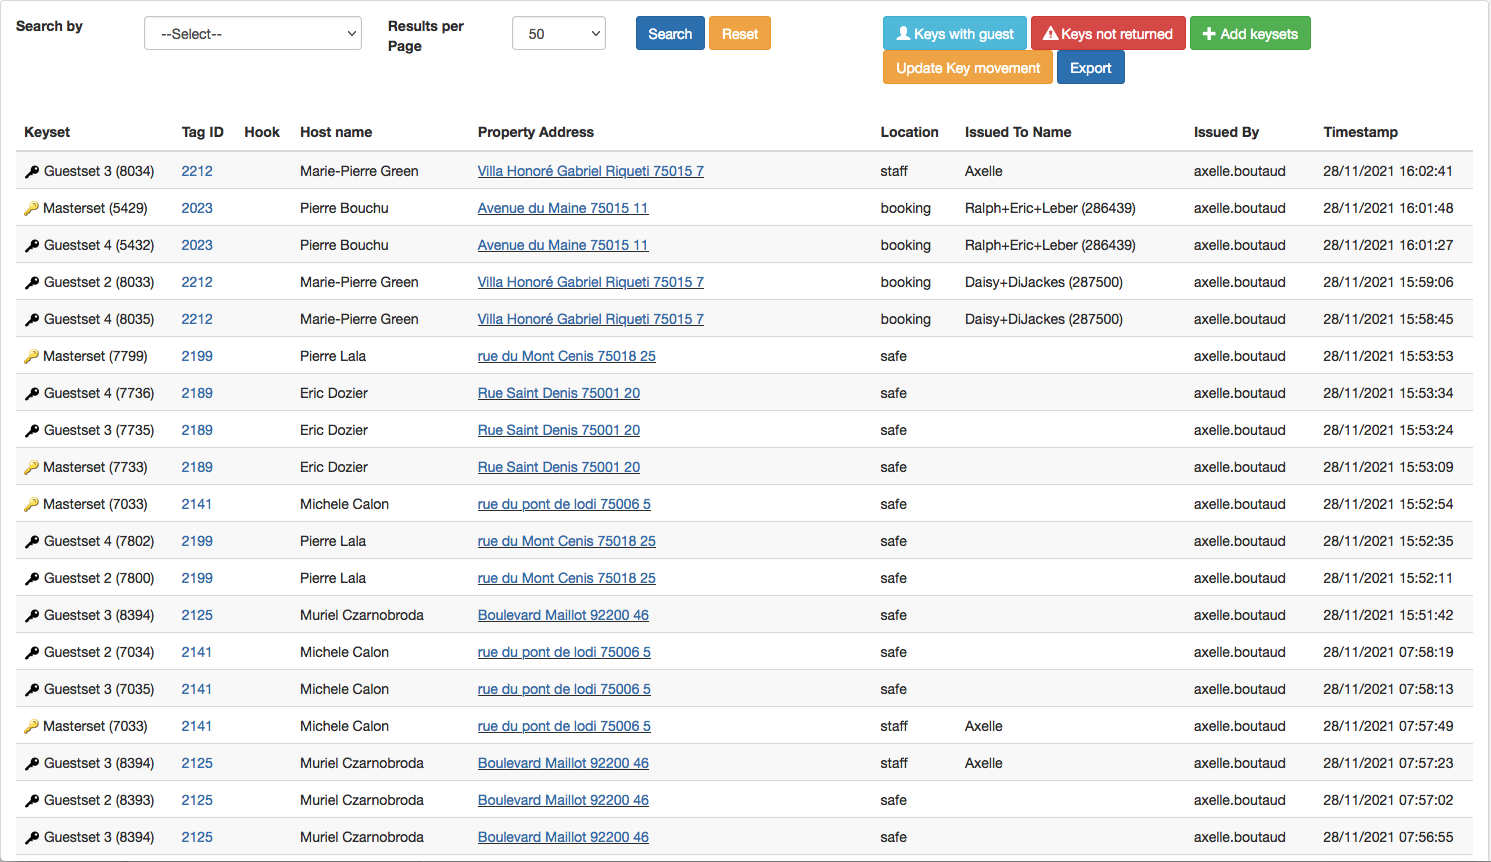 Search by --Select-- Results per Page 50 Search Reset Keys with guest Keys not returned Add keysets
Update Key movement Export
Keyset Tag ID Hook Host name Property Address Location Issued To Name Issued By Timestamp
Guestset 3 (8034) 2212 Marie-Pierre Green Villa Honoré Gabriel Riqueti 75015 7 staff Axelle axelle.boutaud 28/11/2021 16:02:41
Masterset (5429) 2023 Pierre Bouchu Avenue du Maine 75015 11 booking Ralph+Eric+Leber (286439) axelle.boutaud 28/11/2021 16:01:48
Guestset 4 (5432) 2023 Pierre Bouchu Avenue du Maine 75015 11 booking Ralph+Eric+Leber (286439) axelle.boutaud 28/11/2021 16:01:27
Guestset 2 (8033) 2212 Marie-Pierre Green Villa Honoré Gabriel Riqueti 75015 7 booking Daisy+DiJackes (287500) axelle.boutaud 28/11/2021 15:59:06
Guestset 4 (8035) 2212 Marie-Pierre Green Villa Honoré Gabriel Riqueti 75015 7 booking Daisy+DiJackes (287500) axelle.boutaud 28/11/2021 15:58:45
Masterset (7799) 2199 Pierre Lala rue du Mont Cenis 75018 25 safe axelle.boutaud 28/11/2021 15:53:53
Guestset 4 (7736) 2189 Eric Dozier Rue Saint Denis 75001 20 safe axelle.boutaud 28/11/2021 15:53:34
Guestset 3 (7735) 2189 Eric Dozier Rue Saint Denis 75001 20 safe axelle.boutaud 28/11/2021 15:53:24
Masterset (7733) 2189 Eric Dozier Rue Saint Denis 75001 20 safe axelle.boutaud 28/11/2021 15:53:09
Masterset (7033) 2141 Michele Calon rue du pont de lodi 75006 5 safe axelle.boutaud 28/11/2021 15:52:54
Guestset 4 (7802) 2199 Pierre Lala rue du Mont Cenis 75018 25 safe axelle.boutaud 28/11/2021 15:52:35
Guestset 2 (7800) 2199 Pierre Lala rue du Mont Cenis 75018 25 safe axelle.boutaud 28/11/2021 15:52:11
Guestset 3 (8394) 2125 Muriel Czarnobroda Boulevard Maillot 92200 46 safe axelle.boutaud 28/11/2021 15:51:42
Guestset 2 (7034) 2141 Michele Calon rue du pont de lodi 75006 5 safe axelle.boutaud 28/11/2021 07:58:19
Guestset 3 (7035) 2141 Michele Calon rue du pont de lodi 75006 5 safe axelle.boutaud 28/11/2021 07:58:13
Masterset (7033) 2141 Michele Calon rue du pont de lodi 75006 5 staff Axelle axelle.boutaud 28/11/2021 07:57:49
Guestset 3 (8394) 2125 Muriel Czarnobroda Boulevard Maillot 92200 46 staff Axelle axelle.boutaud 28/11/2021 07:57:23
Guestset 2 (8393) 2125 Muriel Czarnobroda Boulevard Maillot 92200 46 safe axelle.boutaud 28/11/2021 07:57:02
Guestset 3 (8394) 2125 Muriel Czarnobroda Boulevard Maillot 92200 46 safe axelle.boutaud 28/11/2021 07:56:55